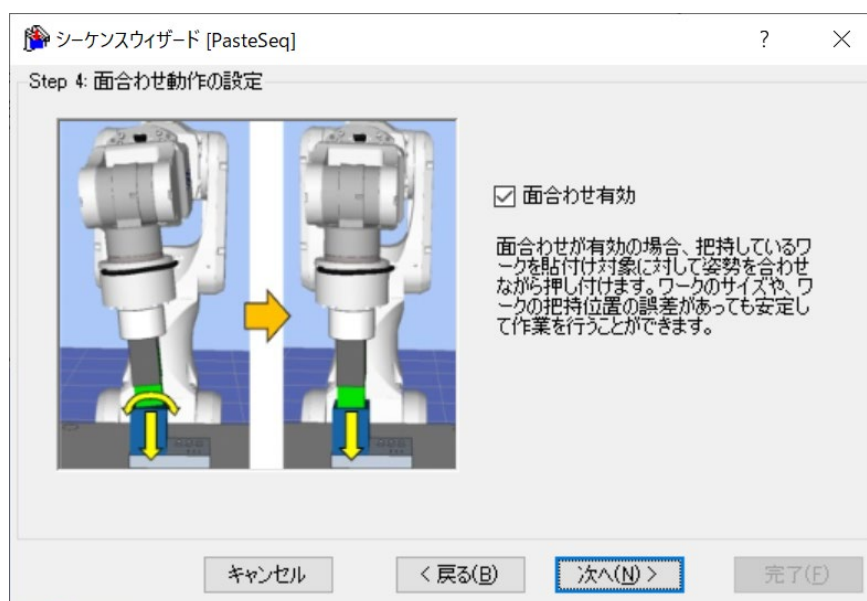 シーケンスウィザード [PasteSeq]
?
Step 4: 面合わせ動作の設定
面合わせ有効
面合わせが有効の場合、把持しているワ
ークを貼付け対象に対して姿勢を合わせ
ながら押し付けます。ワークのサイズや、ワ
ークの把持位置の誤差があっても安定し
て作業を行うことができます。
キャンセル
< 戻る(B)
次へ(N) >
完了(F)